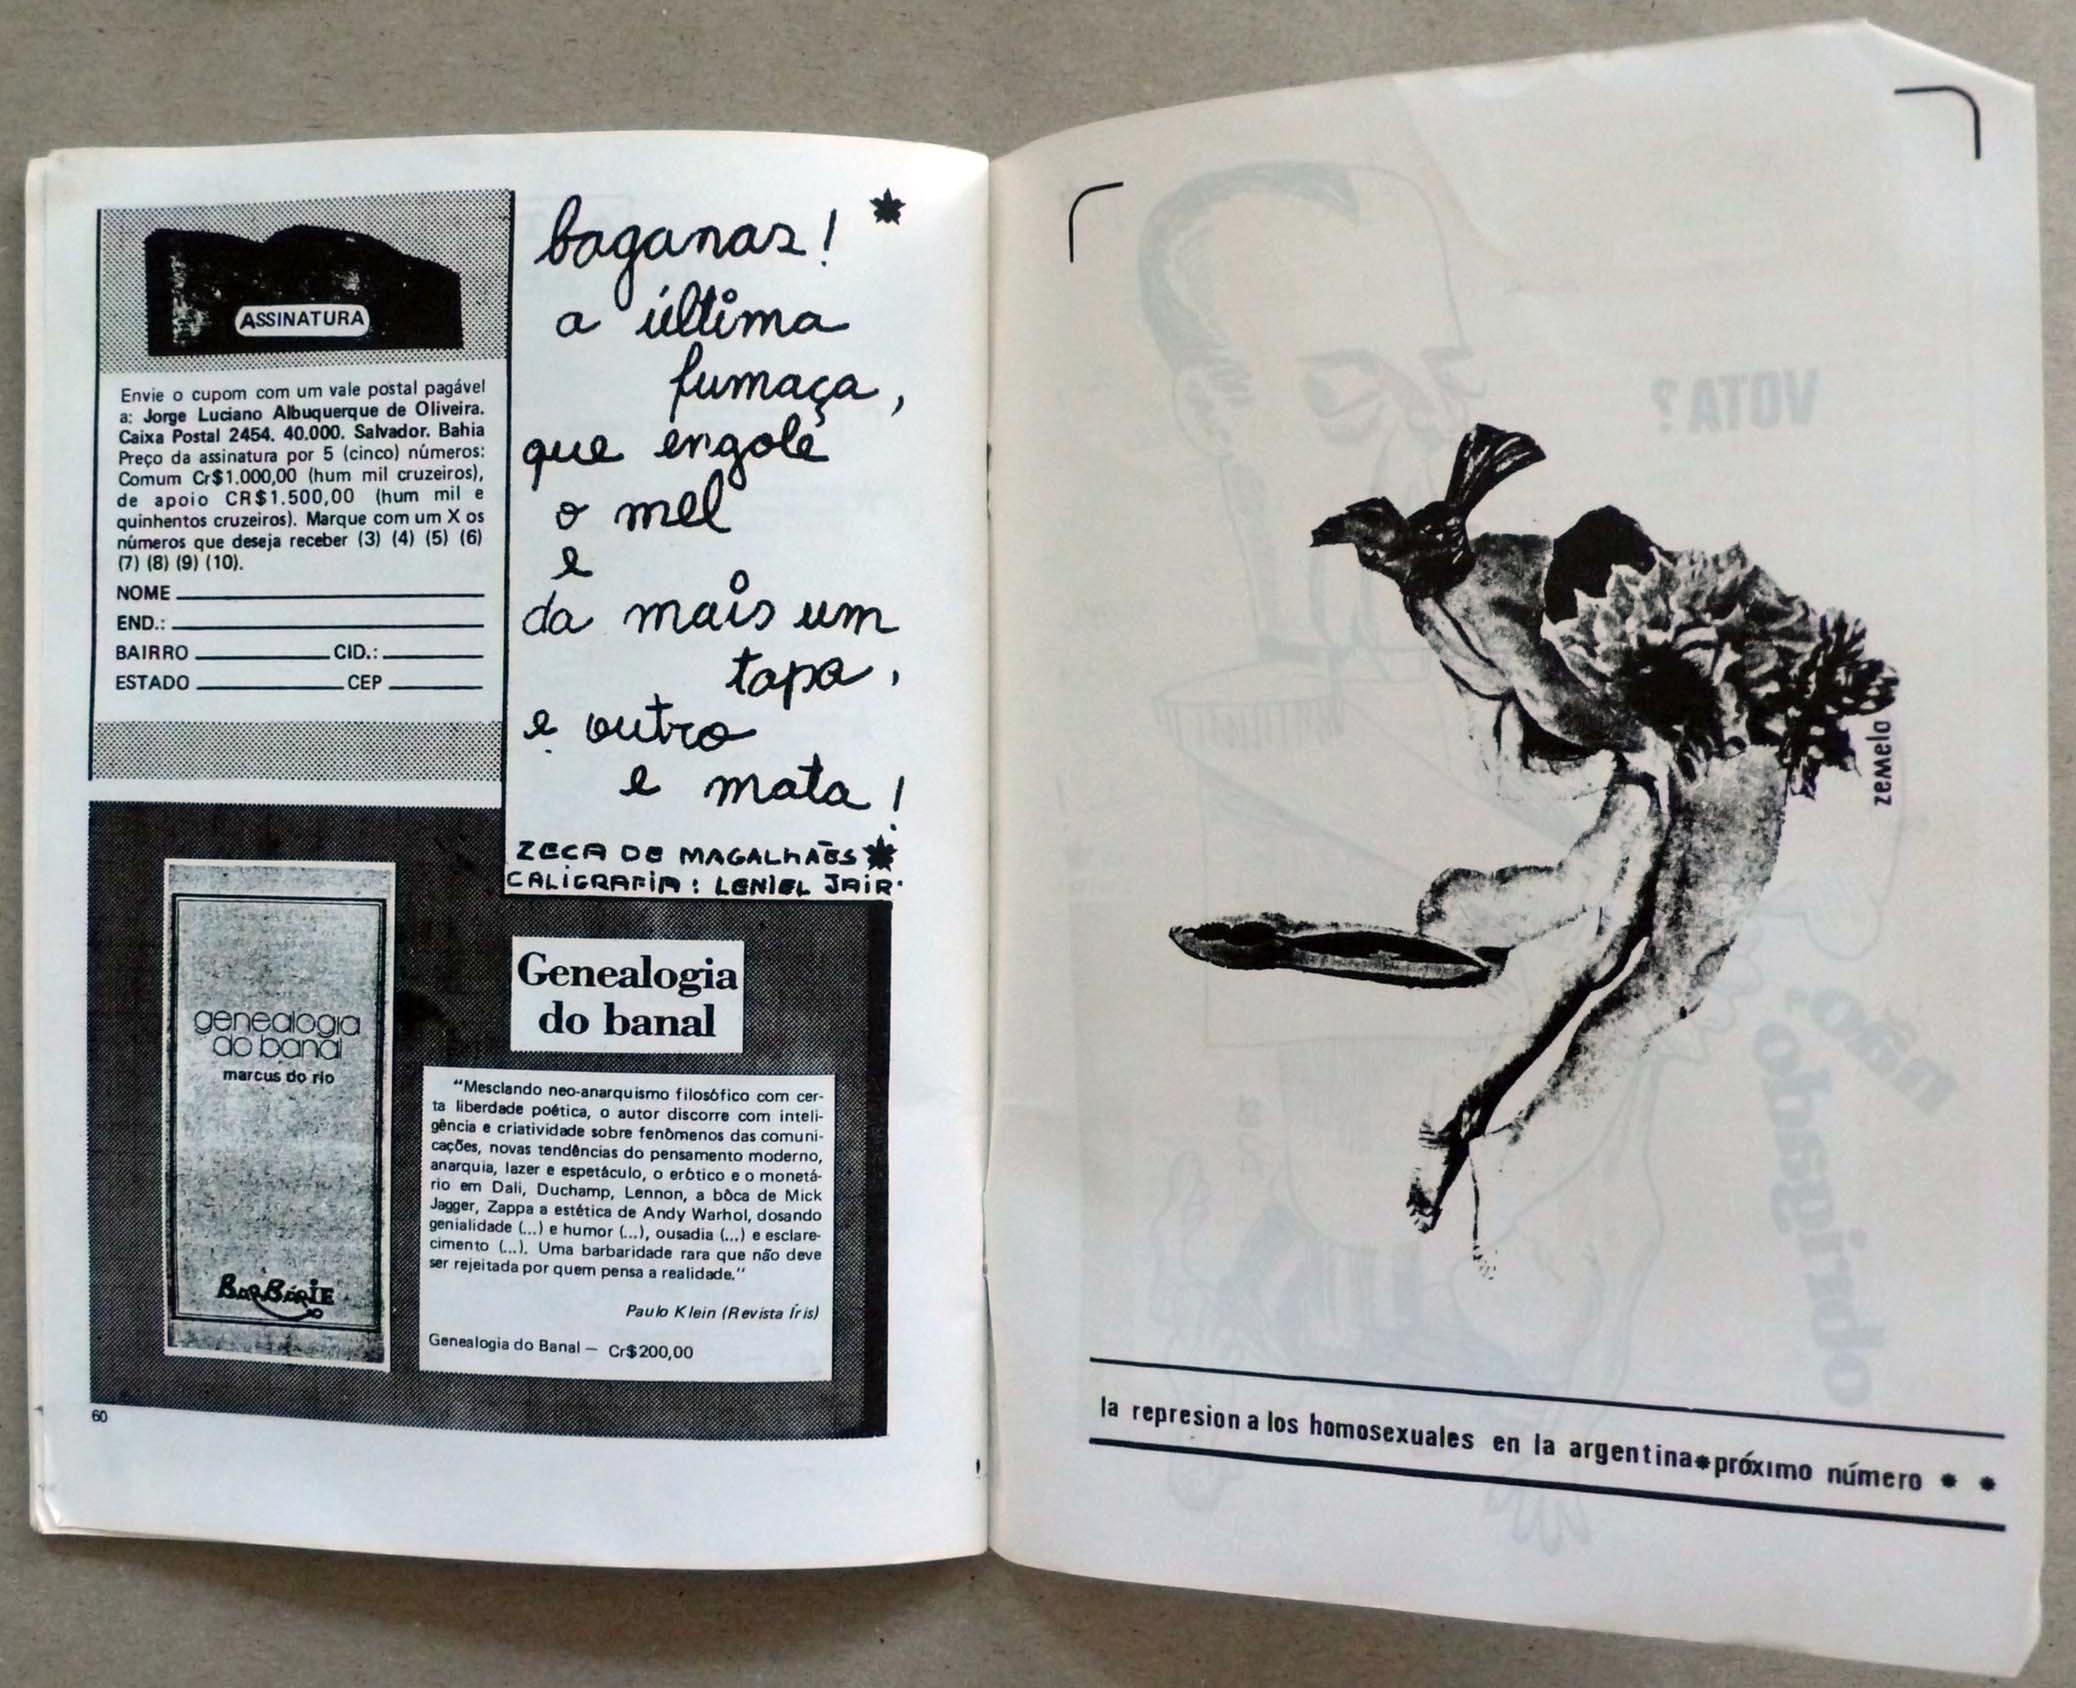 ASSINATURA
Envie o cupom com um vale postal pagável
a: Jorge Luciano Albuquerque de Oliveira.
Caixa Postal 2454. 40.000. Salvador. Bahia
Preço da assinatura por 5 (cinco) números:
Comum Cr$1.000,00 (hum mil cruzeiros),
de apoio CR$1.500,00 (hum mil e
quinhentos cruzeiros). Marque com um X os
números que deseja receber (3) (4) (5) (6)
(7) (8) (9) (10).
NOME
END.:
BAIRRO CID.:
ESTADO CEP
baganas!
a última
fumaça,
que engole
o mel
e
da mais um
tapa,
e outro
e mata!
ZECA DE MAGALHÃES
CALIGRAFIA: LENIEL JAIR.
genealogia
do banal
marcus do rio
BARBÁRIE
Genealogia
do banal
"Mesclando neo-anarquismo filosófico com cer-
ta liberdade poética, o autor discorre com inteli-
gência e criatividade sobre fenômenos das comuni-
cações, novas tendências do pensamento moderno,
anarquia, lazer e espetáculo, o erótico e o monetá-
rio em Dali, Duchamp, Lennon, a bôca de Mick
Jagger, Zappa a estética de Andy Warhol, dosando
genialidade (...) e humor (...), ousadia (...) e esclare-
cimento (...). Uma barbaridade rara que não deve
ser rejeitada por quem pensa a realidade."
Paulo Klein (Revista Íris)
Genealogia do Banal — Cr$200,00
60
VOTA?
zemelo
não,
obrigado
la represion a los homosexuales en la argentina*próximo número * *